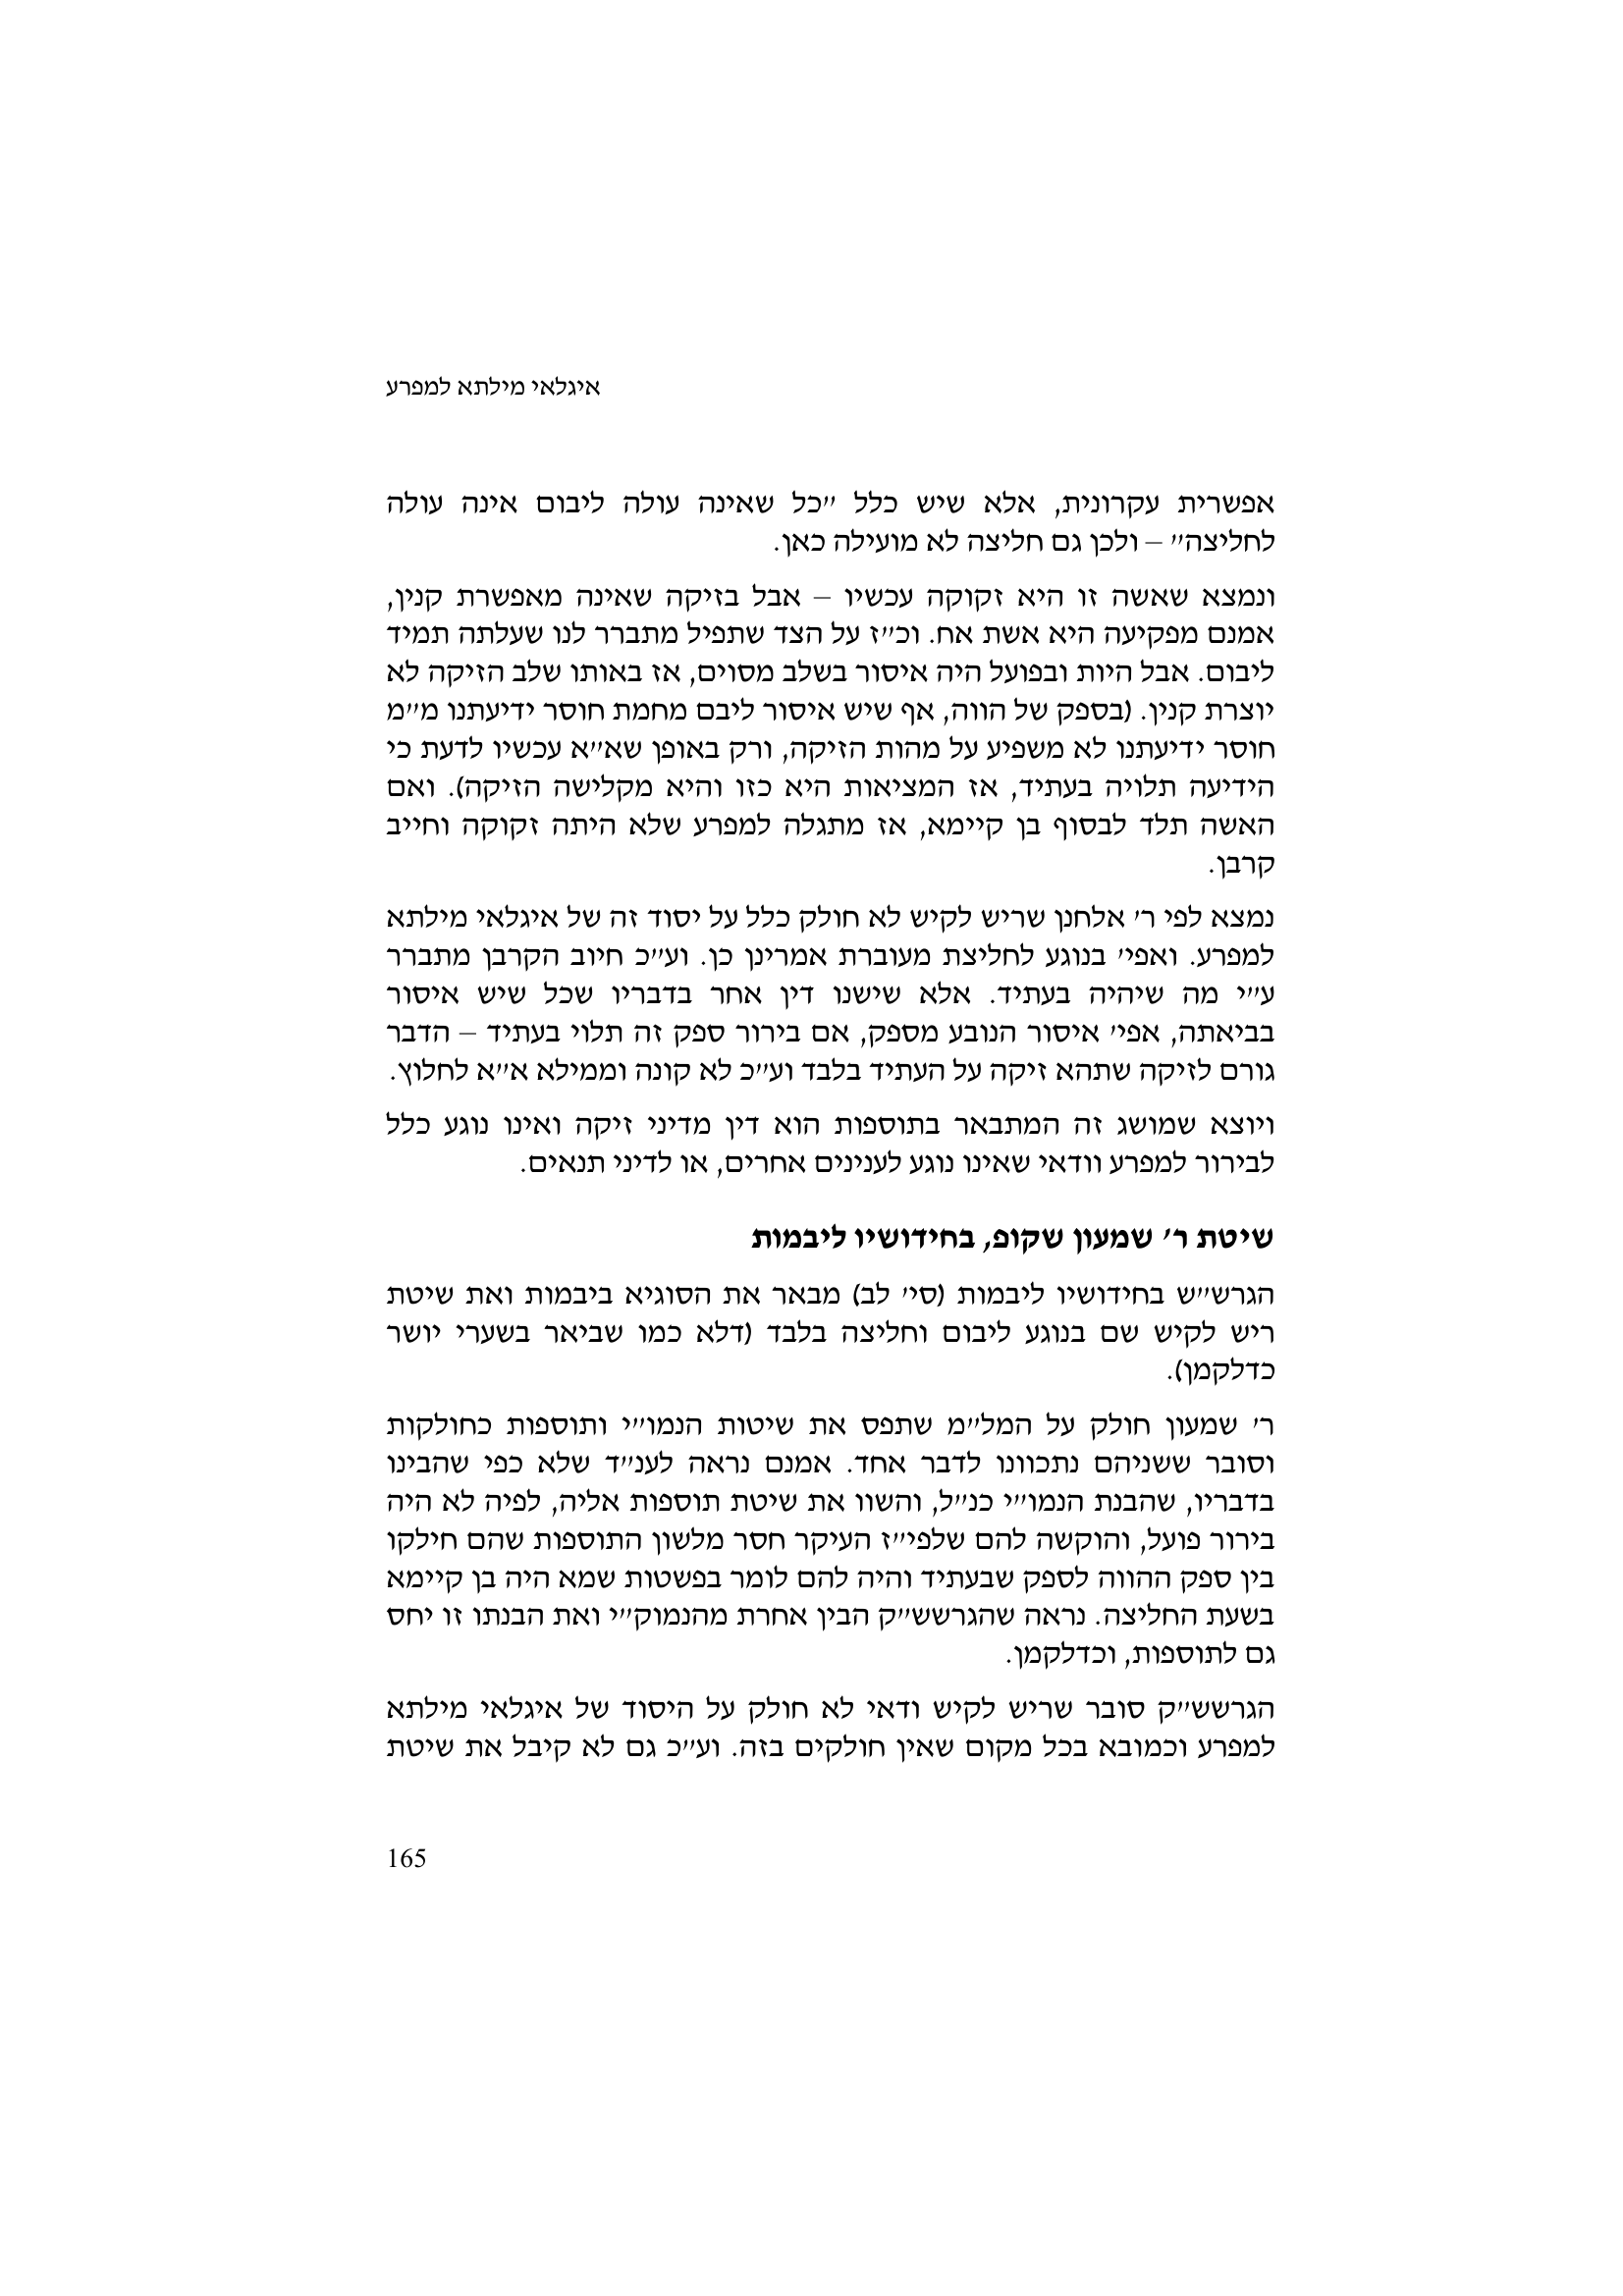 איגלאי מילתא למפרע
אפשרית עקרונית, אלא שיש כלל "כל שאינה עולה ליבום אינה עולה
לחליצה" – ולכן גם חליצה לא מועילה כאן.
ונמצא שאשה זו היא זקוקה עכשיו – אבל בזיקה שאינה מאפשרת קנין,
אמנם מפקיעה היא אשת אח. וכ"ז על הצד שתפיל מתברר לנו שעלתה תמיד
ליבום. אבל היות ובפועל היה איסור בשלב מסוים, אז באותו שלב הזיקה לא
יוצרת קנין. (בספק של הווה, אף שיש איסור ליבם מחמת חוסר ידיעתנו מ"מ
חוסר ידיעתנו לא משפיע על מהות הזיקה, ורק באופן שא"א עכשיו לדעת כי
הידיעה תלויה בעתיד, אז המציאות היא כזו והיא מקלישה הזיקה). ואם
האשה תלד לבסוף בן קיימא, אז מתגלה למפרע שלא היתה זקוקה וחייב
קרבן.
נמצא לפי ר' אלחנן שריש לקיש לא חולק כלל על יסוד זה של איגלאי מילתא
למפרע. ואפי' בנוגע לחליצת מעוברת אמרינן כן. וע"כ חיוב הקרבן מתברר
ע"י מה שיהיה בעתיד. אלא שישנו דין אחר בדבריו שכל שיש איסור
בביאתה, אפי' איסור הנובע מספק, אם בירור ספק זה תלוי בעתיד – הדבר
גורם לזיקה שתהא זיקה על העתיד בלבד וע"כ לא קונה וממילא א"א לחלוץ.
ויוצא שמושג זה המתבאר בתוספות הוא דין מדיני זיקה ואינו נוגע כלל
לבירור למפרע וודאי שאינו נוגע לענינים אחרים, או לדיני תנאים.
שיטת ר' שמעון שקופ, בחידושיו ליבמות
הגרש"ש בחידושיו ליבמות (סי' לב) מבאר את הסוגיא ביבמות ואת שיטת
ריש לקיש שם בנוגע ליבום וחליצה בלבד (דלא כמו שביאר בשערי יושר
כדלקמן).
ר' שמעון חולק על המל"מ שתפס את שיטות הנמו"י ותוספות כחולקות
וסובר ששניהם נתכוונו לדבר אחד. אמנם נראה לענ"ד שלא כפי שהבינו
בדבריו, שהבנת הנמו"י כנ"ל, והשוו את שיטת תוספות אליה, לפיה לא היה
בירור פועל, והוקשה להם שלפי"ז העיקר חסר מלשון התוספות שהם חילקו
בין ספק ההווה לספק שבעתיד והיה להם לומר בפשטות שמא היה בן קיימא
בשעת החליצה. נראה שהגרשש"ק הבין אחרת מהנמוק"י ואת הבנתו זו יחס
גם לתוספות, וכדלקמן.
הגרשש"ק סובר שריש לקיש ודאי לא חולק על היסוד של איגלאי מילתא
למפרע וכמובא בכל מקום שאין חולקים בזה. וע"כ גם לא קיבל את שיטת
165